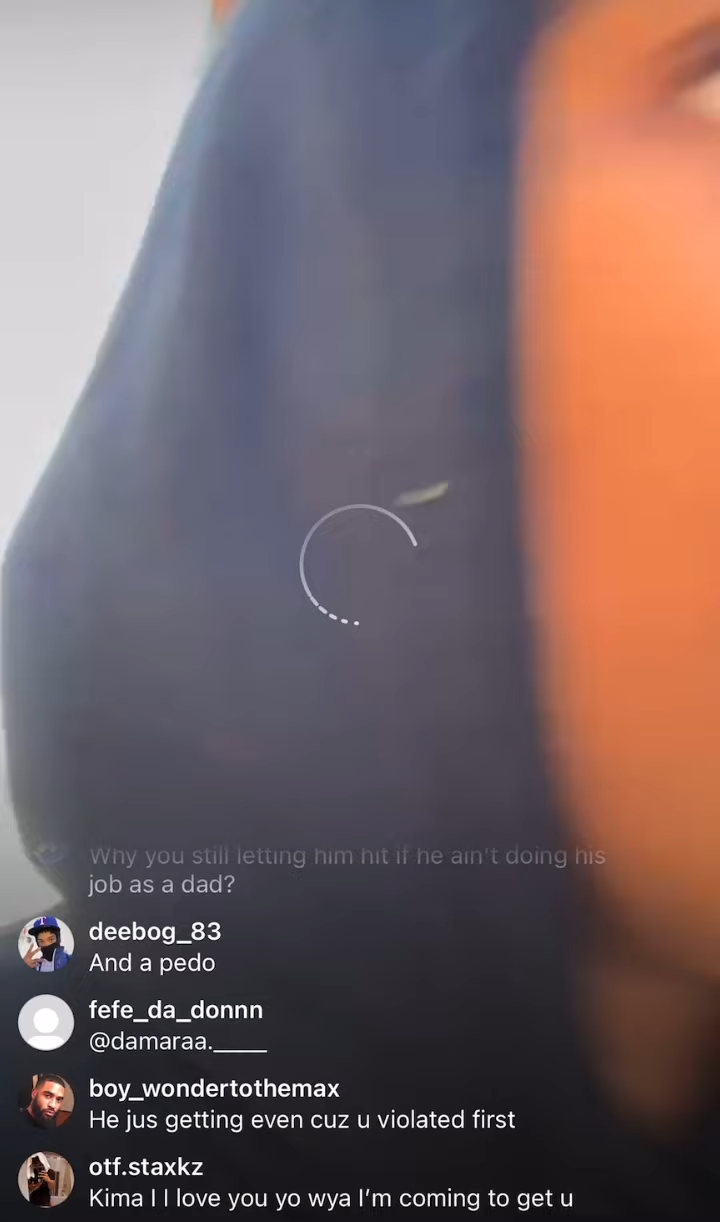 Why you still letting him hit if he ain't doing his
job as a dad?
deebog_83
And a pedo
fefe_da_donnn
@damaraa._____
boy_wondertothemax
He jus getting even cuz u violated first
otf.staxkz
Kima I I love you yo wya I'm coming to get u